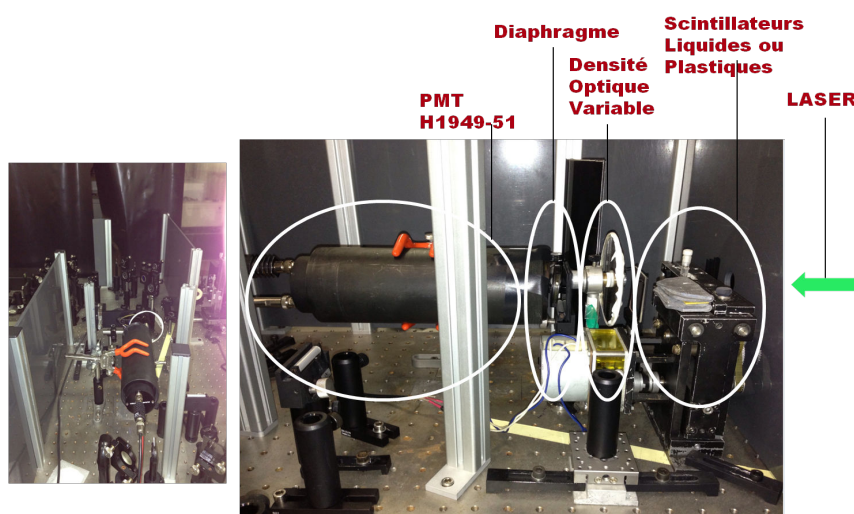 Diaphragme
Scintillateurs
Liquides ou
Plastiques
Densité
Optique
Variable
PMT
H1949-51
LASER